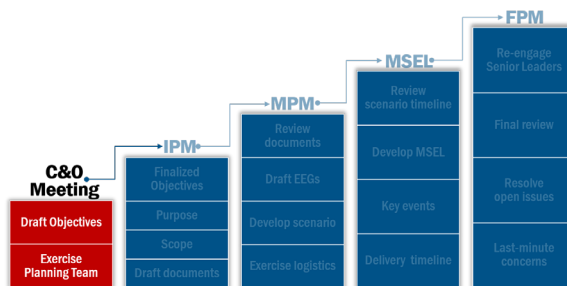 C&O
Meeting
Draft Objectives
Exercise
Planning Team
IPM
Finalized
Objectives
Purpose
Scope
Draft documents
MPM
Review
documents
Draft EEGs
Develop scenario
Exercise logistics
MSEL
Review
scenario timeline
Develop MSEL
Key events
Delivery timeline
FPM
Re-engage
Senior Leaders
Final review
Resolve
open issues
Last-minute
concerns